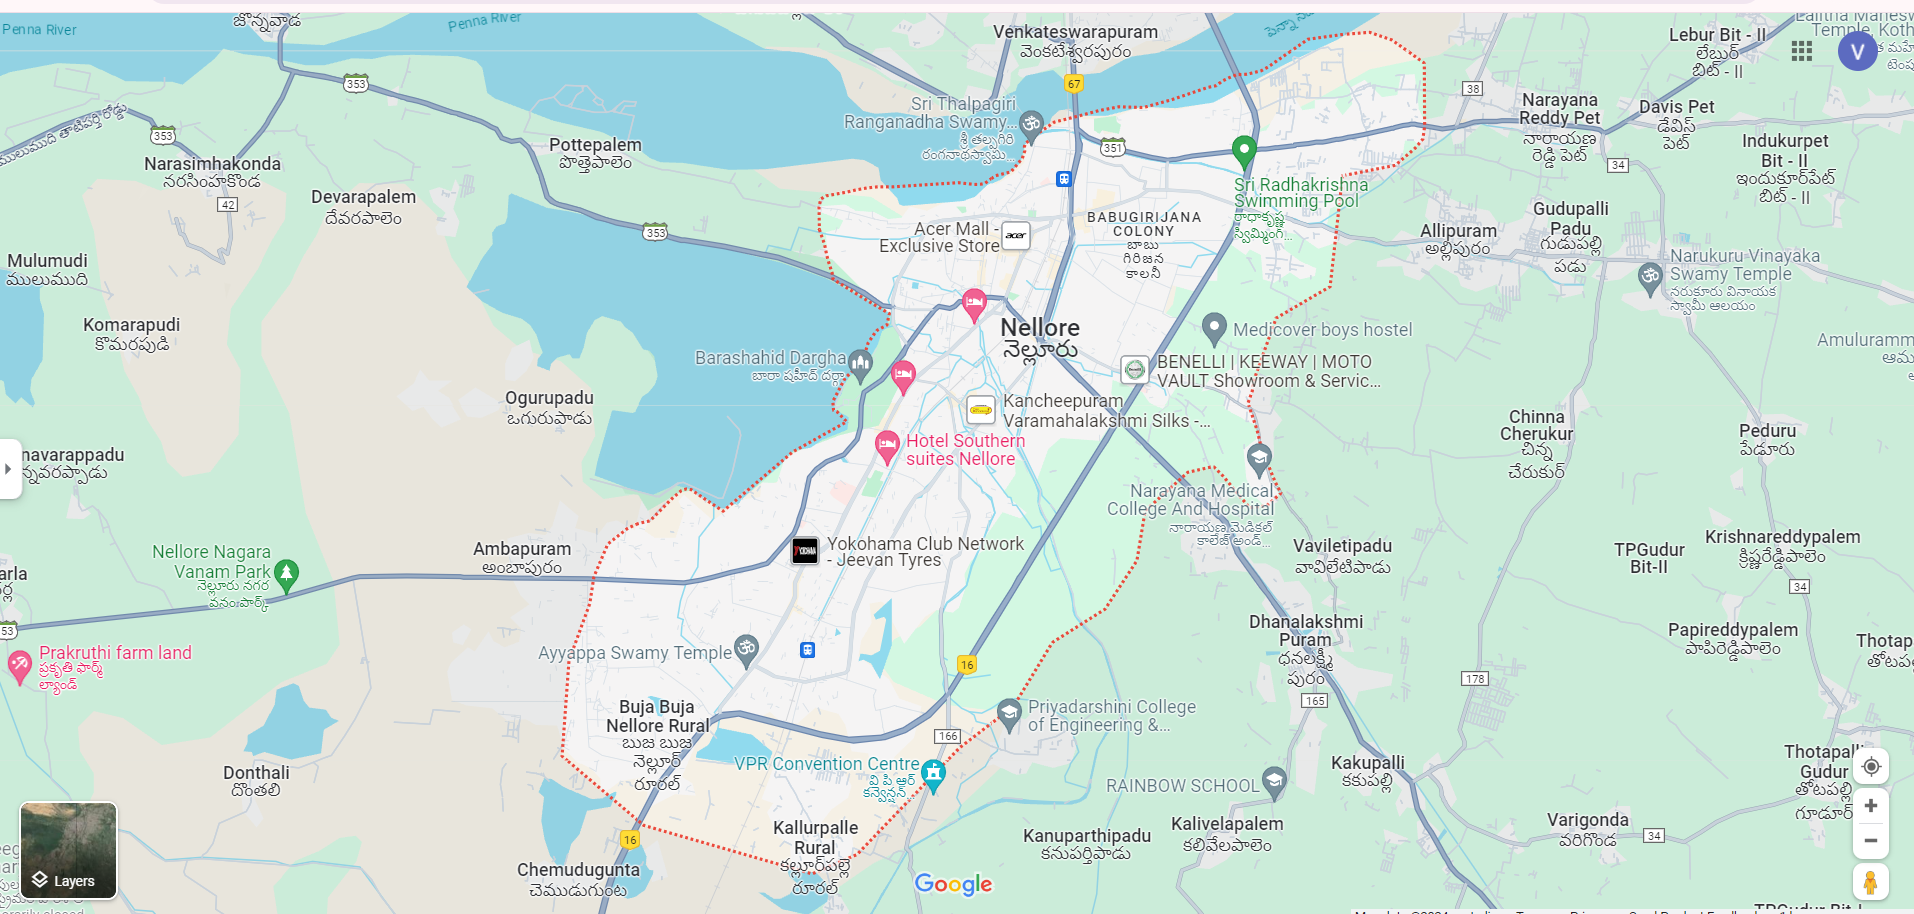 Penna River
జొన్నవాడ
Penna River
Venkateswarapuram
వెంకటేశ్వరపురం
67
Lebur Bit - II
లేబూర్
బిట్ - II
V
353
353
353
353
38
34
42
351
Narasimhakonda
నరసింహకొండ
Pottepalem
పొత్తెపాలెం
Devarapalem
దేవరపాలెం
Sri Thalpagiri
Ranganadha Swamy...
శ్రీ తల్పగిరి
రంగనాథస్వామి...
Narayana
Reddy Pet
నారాయణ
రెడ్డి పెట్
Davis Pet
డేవిస్
పేట్
Indukurpet
Bit - II
ఇందుకూర్‌పేట్
బిట్ - II
Sri Radhakrishna
Swimming Pool
రాధాకృష్ణ
స్విమ్మింగ్...
BABUGIRIJANA
COLONY
బాబు
గిరిజన
కాలనీ
Acer Mall -
Exclusive Store
acer
Allipuram
అల్లిపురం
Gudupalli
Padu
గుడుపల్లి
పడు
Narukuru Vinayaka
Swamy Temple
నరుకూరు వినాయక
స్వామీ ఆలయం
Mulumudi
ములుముది
Komarapudi
కొమరపుడి
Nellore
నెల్లూరు
Medicover boys hostel
Barashahid Dargha
బారా షహీద్ దర్గా
BENELLI | KEEWAY | MOTO
VAULT Showroom & Servic...
Kancheepuram
Varamahalakshmi Silks -...
Ogurupadu
ఒగురుపాడు
Hotel Southern
suites Nellore
Chinna
Cherukur
చిన్న
చేరుకుర్
Peduru
పేడూరు
navarappadu
న్నవరప్పాడు
Narayana Medical
College And Hospital
నారాయణ మెడికల్
కాలేజ్ అండ్...
Yokohama Club Network
- Jeevan Tyres
Ambapuram
అంబాపురం
Nellore Nagara
Vanam Park
నెల్లూరు నగర
వనం పార్క్
Vaviletipadu
వావిలేటిపాడు
TPGudur
Bit-II
Krishnareddypalem
క్రిష్ణరేడ్డిపాలెం
34
53
Prakruthi farm land
ప్రకృతి ఫార్మ్
ల్యాండ్
Ayyappa Swamy Temple
16
Dhanalakshmi
Puram
ధనలక్ష్మీ
పురం
Papireddypalem
పాపిరెడ్డిపాలెం
178
165
Buja Buja
Nellore Rural
బుజ బుజ
నెల్లూర్
రూరల్
166
Priyadarshini College
of Engineering &...
VPR Convention Centre
వి పి ఆర్
కన్వెన్షన్...
Donthali
దొంతలి
RAINBOW SCHOOL
Kakupalli
కకుపల్లి
Thotapalli
Gudur
తోటపల్లి
గూడూర్
Kallurpalle
Rural
కల్లూర్‌పల్లె
రూరల్
16
Chemudugunta
చెముడుగుంట
Kanuparthipadu
కనుపర్తిపాడు
Kalivelapalem
కలివేలపాలెం
Varigonda
వరిగొండ
34
Layers
Google